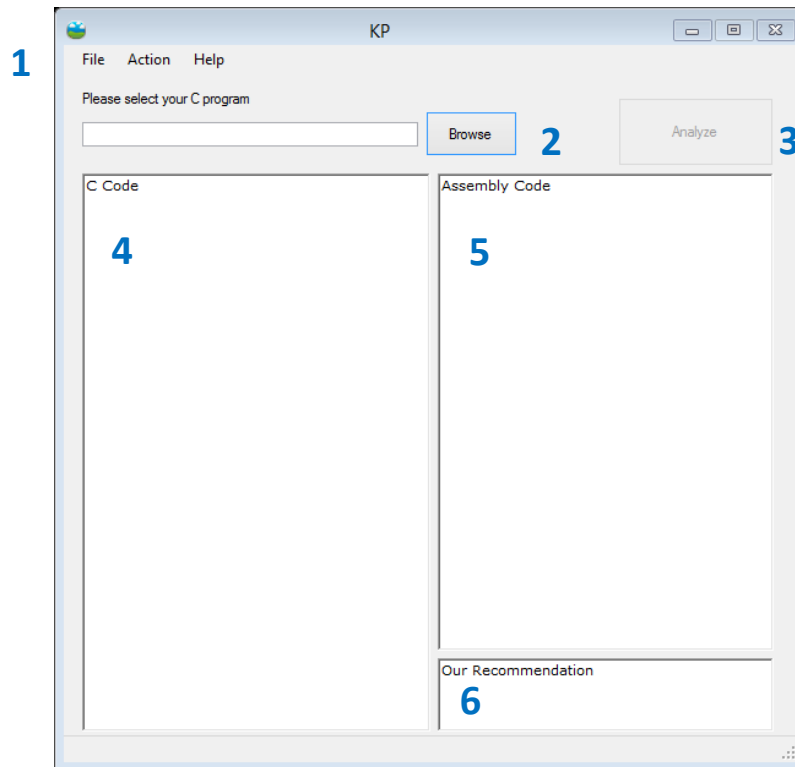 KP
1
File Action Help
Please select your C program
Browse
2
Analyze
3
C Code
Assembly Code
4
5
Our Recommendation
6